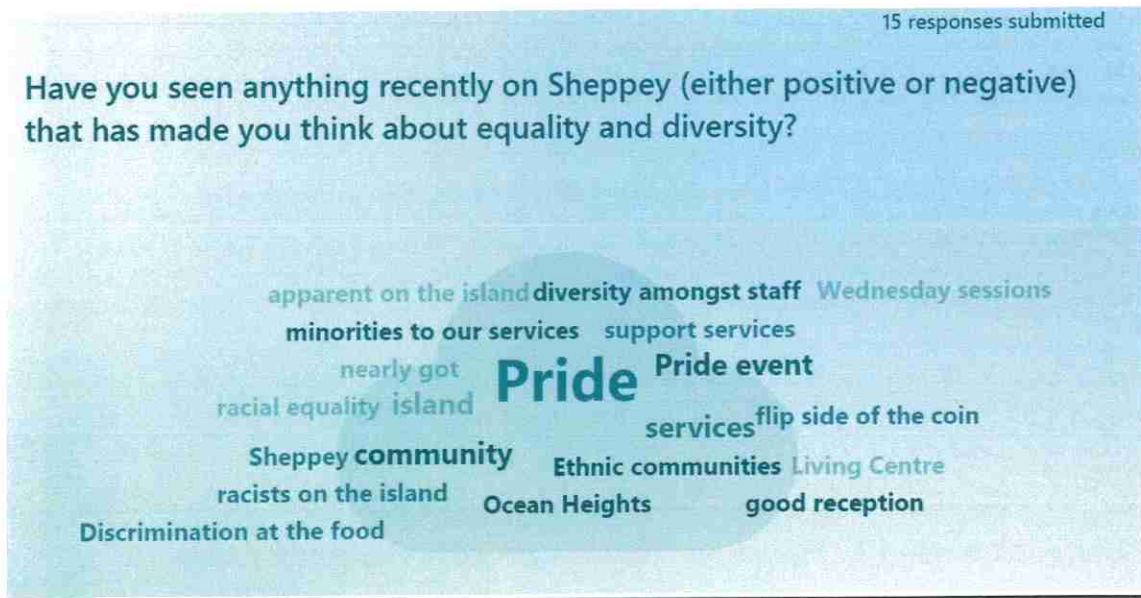 15 responses submitted
Have you seen anything recently on Sheppey (either positive or negative)
that has made you think about equality and diversity?
apparent on the island diversity amongst staff Wednesday sessions
minorities to our services support services
nearly got Pride Pride event
racial equality island
services flip side of the coin
Sheppey community Ethnic communities Living Centre
racists on the island Ocean Heights good reception
Discrimination at the food